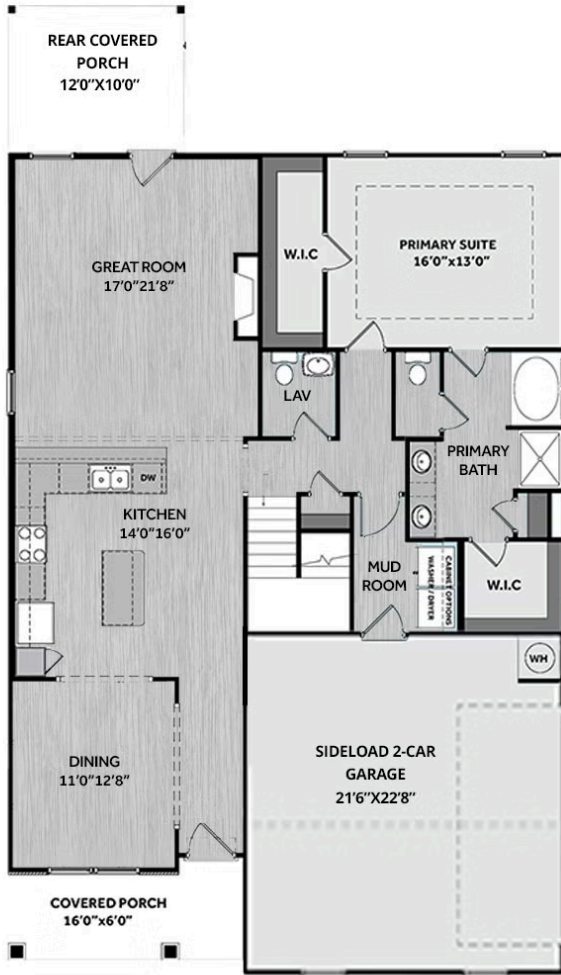 REAR COVERED
PORCH
12'0"X10'0"
GREAT ROOM
17'0"21'8"
W.I.C
PRIMARY SUITE
16'0"x13'0"
LAV
PRIMARY
BATH
DW
KITCHEN
14'0"16'0"
MUD
ROOM
CABINET OPTIONS
WASHER / DRYER
W.I.C
WH
DINING
11'0"12'8"
SIDELOAD 2-CAR
GARAGE
21'6"X22'8"
COVERED PORCH
16'0"x6'0"